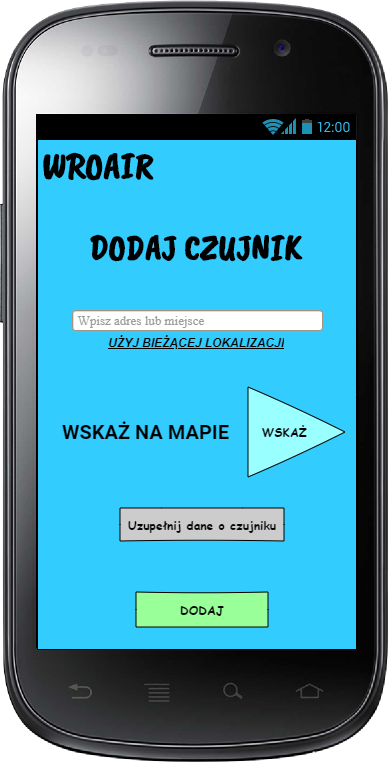 12:00
WROAIR
DODAJ CZUJNIK
Wpisz adres lub miejsce
UŻYJ BIEŻĄCEJ LOKALIZACJI
WSKAŻ NA MAPIE
WSKAŻ
Uzupełnij dane o czujniku
DODAJ